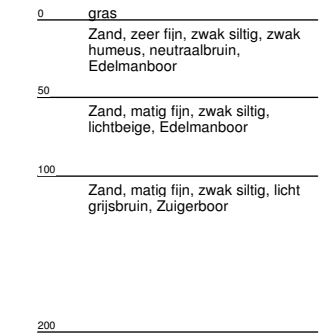 0 gras
Zand, zeer fijn, zwak siltig, zwak
humeus, neutraalbruin,
Edelmanboor
50
Zand, matig fijn, zwak siltig,
lichtbeige, Edelmanboor
100
Zand, matig fijn, zwak siltig, licht
grijsbruin, Zuigerboor
200